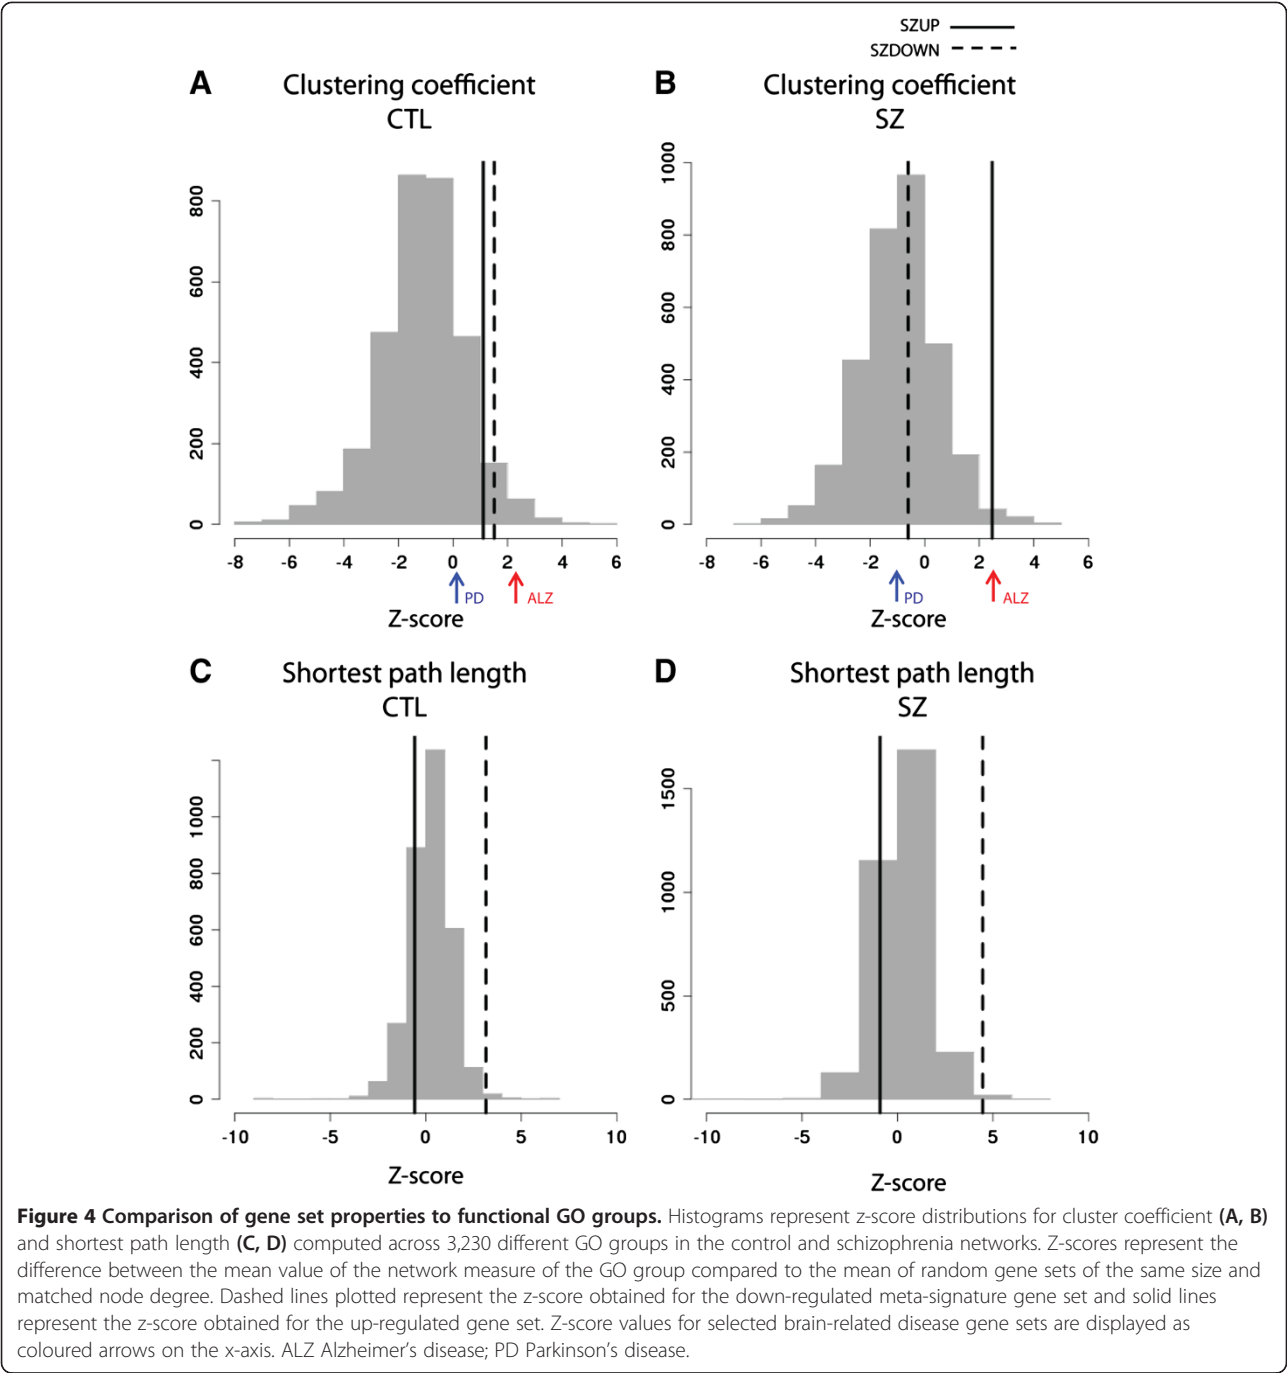 SZUP
SZDOWN
A
Clustering coefficient
CTL
800
600
400
200
0
-8 -6 -4 -2 0 2 4 6
PD ALZ
Z-score
B
Clustering coefficient
SZ
1000
800
600
400
200
0
-8 -6 -4 -2 0 2 4 6
PD ALZ
Z-score
C
Shortest path length
CTL
1000
800
600
400
200
0
-10 -5 0 5 10
Z-score
D
Shortest path length
SZ
1500
1000
500
0
-10 -5 0 5 10
Z-score
Figure 4 Comparison of gene set properties to functional GO groups. Histograms represent z-score distributions for cluster coefficient (A, B)
and shortest path length (C, D) computed across 3,230 different GO groups in the control and schizophrenia networks. Z-scores represent the
difference between the mean value of the network measure of the GO group compared to the mean of random gene sets of the same size and
matched node degree. Dashed lines plotted represent the z-score obtained for the down-regulated meta-signature gene set and solid lines
represent the z-score obtained for the up-regulated gene set. Z-score values for selected brain-related disease gene sets are displayed as
coloured arrows on the x-axis. ALZ Alzheimer's disease; PD Parkinson's disease.